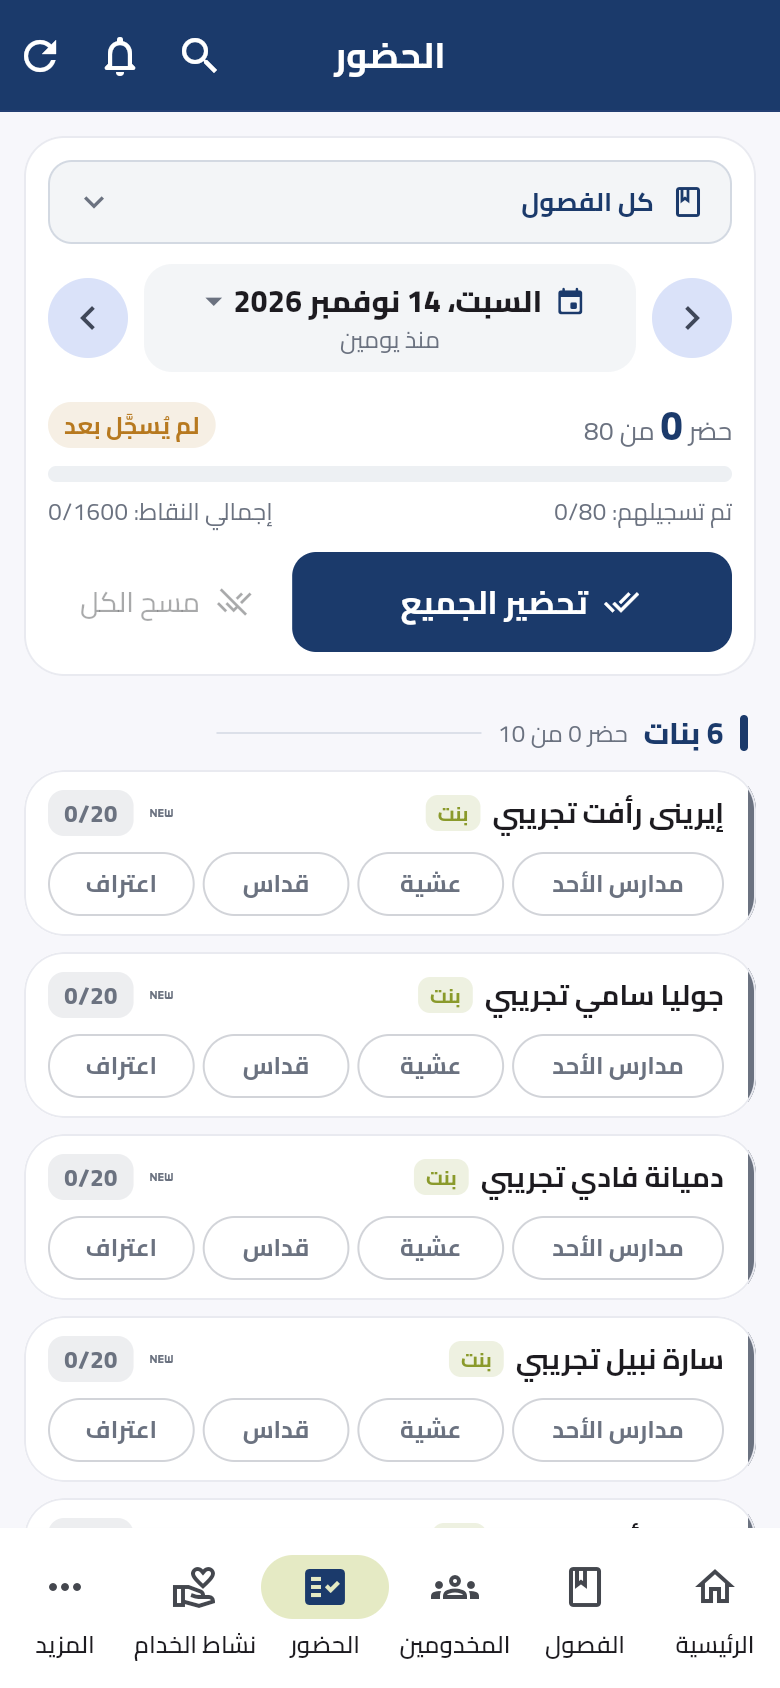 الحضور
كل الفصول
السبت، 14 نوفمبر 2026
منذ يومين
حضر 0 من 80
لم يُسجَّل بعد
تم تسجيلهم: 0/80
إجمالي النقاط: 0/1600
تحضير الجميع
مسح الكل
6 بنات
حضر 0 من 10
إيرينى رأفت تجريبي
بنت
NEW
0/20
مدارس الأحد
عشية
قداس
اعتراف
جوليا سامي تجريبي
بنت
NEW
0/20
مدارس الأحد
عشية
قداس
اعتراف
دميانة فادي تجريبي
بنت
NEW
0/20
مدارس الأحد
عشية
قداس
اعتراف
سارة نبيل تجريبي
بنت
NEW
0/20
مدارس الأحد
عشية
قداس
اعتراف
الرئيسية
الفصول
المخدومين
الحضور
نشاط الخدام
المزيد